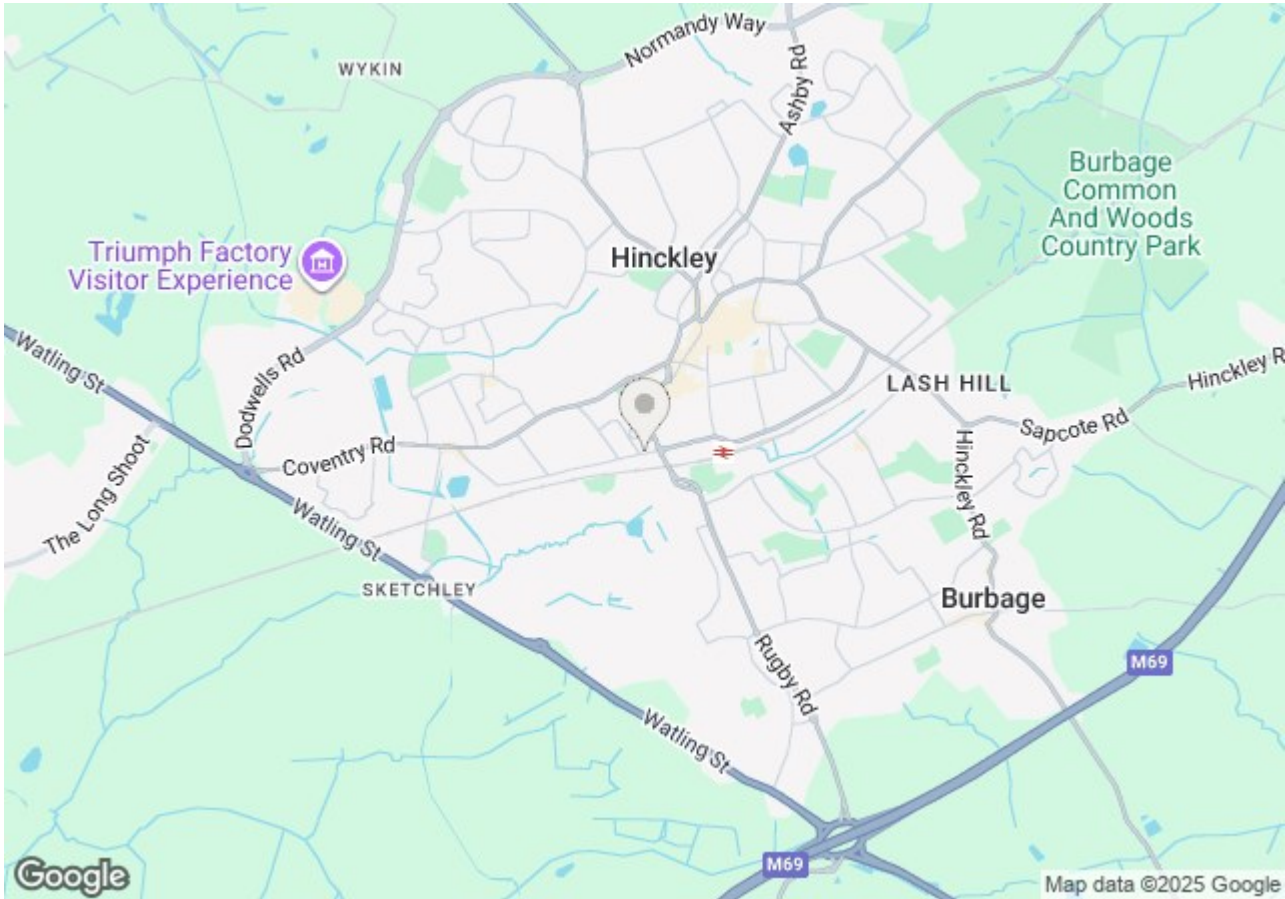 Normandy Way
WYKIN
Ashby Rd
Burbage
Common
And Woods
Country Park
Triumph Factory
Visitor Experience
Hinckley
Watling St
Dodwells Rd
LASH HILL
Hinckley R
Sapcote Rd
Coventry Rd
Hinckley Rd
The Long Shoot
Watling St
SKETCHLEY
Burbage
Rugby Rd
M69
Watling St
M69
Google
Map data ©2025 Google